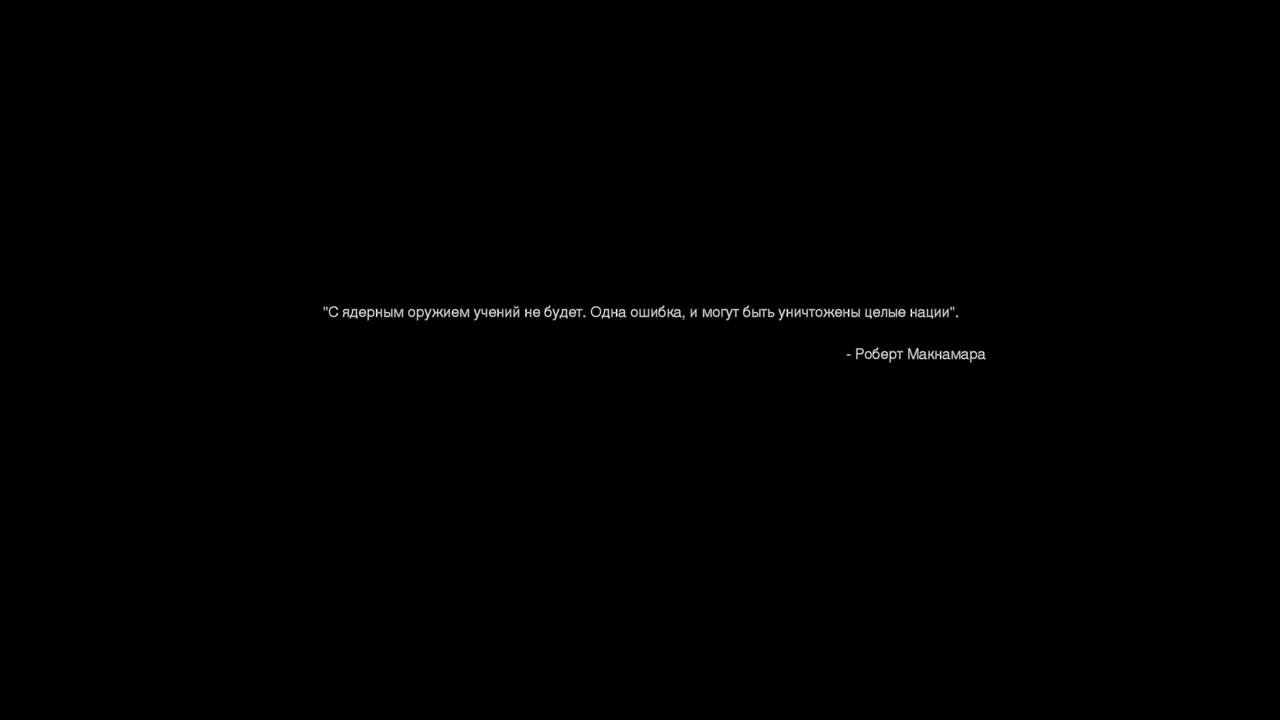 "С ядерным оружием учений не будет. Одна ошибка, и могут быть уничтожены целые нации".
- Роберт Макнамара